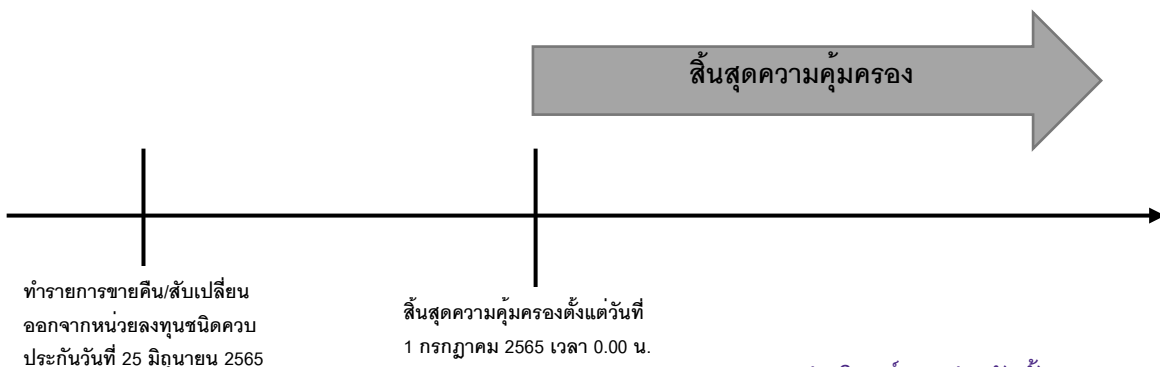 สิ้นสุดความคุ้มครอง
ทำรายการขายคืน/สับเปลี่ยน
ออกจากหน่วยลงทุนชนิดควบ
ประกันวันที่ 25 มิถุนายน 2565
สิ้นสุดความคุ้มครองตั้งแต่วันที่
1 กรกฎาคม 2565 เวลา 0.00 น.